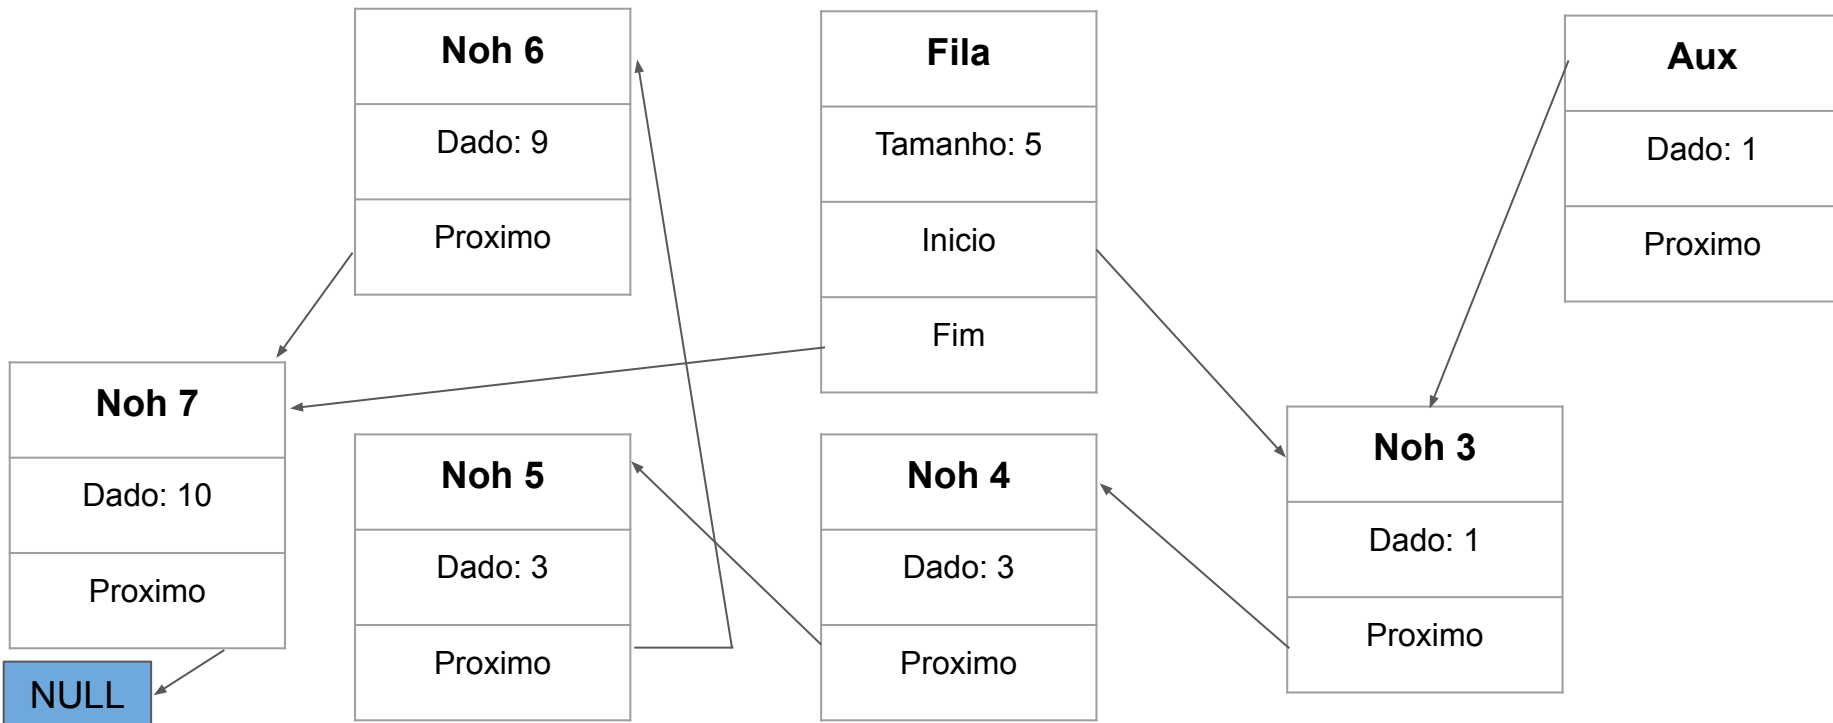 Noh 6
Dado: 9
Proximo
Fila
Tamanho: 5
Inicio
Fim
Aux
Dado: 1
Proximo
Noh 7
Dado: 10
Proximo
NULL
Noh 5
Dado: 3
Proximo
Noh 4
Dado: 3
Proximo
Noh 3
Dado: 1
Proximo